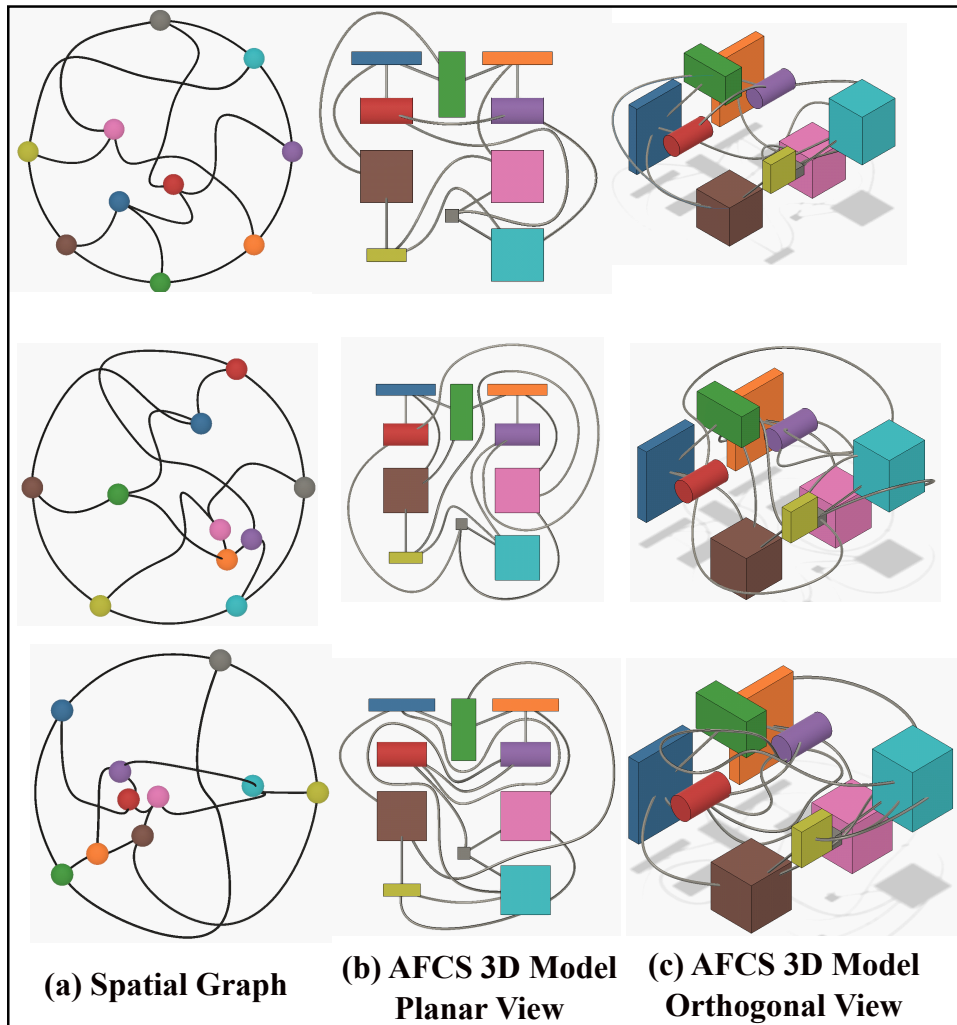 (a) Spatial Graph
(b) AFCS 3D Model
Planar View
(c) AFCS 3D Model
Orthogonal View